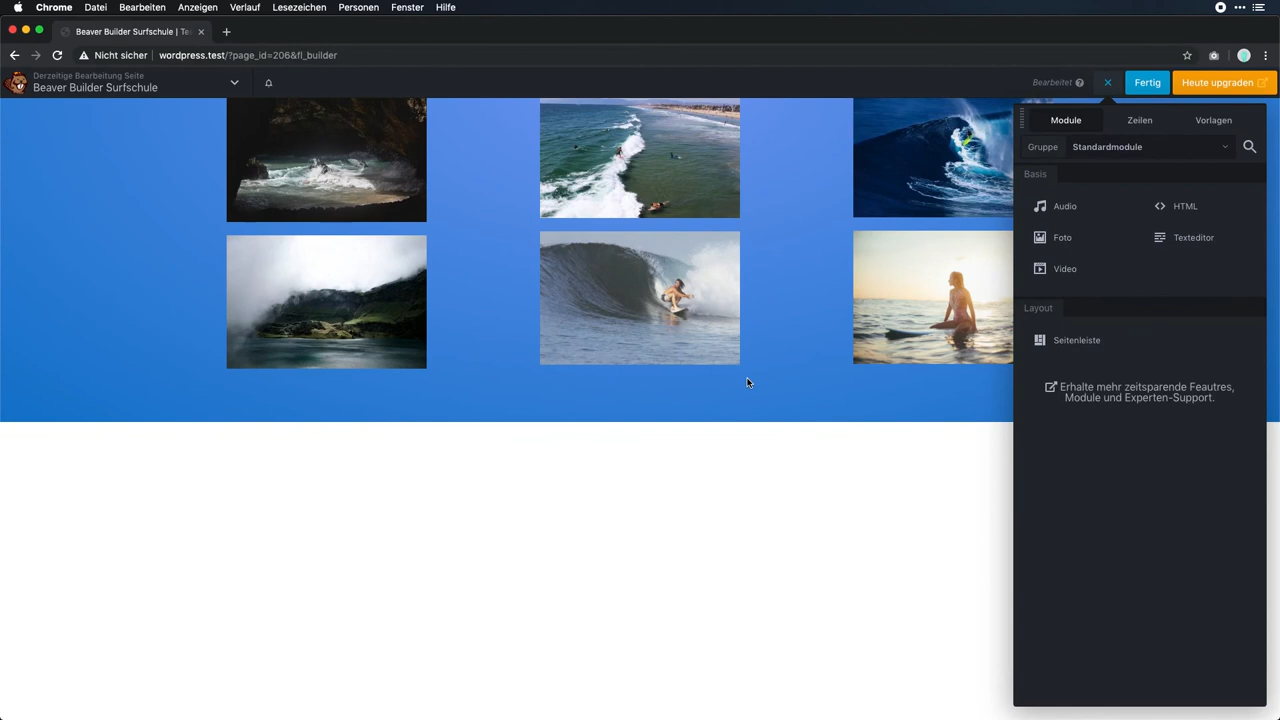 Chrome Datei Bearbeiten Anzeigen Verlauf Lesezeichen Personen Fenster Hilfe
Beaver Builder Surfschule | Te
Nicht sicher wordpress.test/?page_id=206&fl_builder
Derzeitige Bearbeitung Seite
Beaver Builder Surfschule
Bearbeitet
Fertig
Heute upgraden
Module Zeilen Vorlagen
Gruppe Standardmodule
Basis
Audio HTML
Foto Texteditor
Video
Layout
Seitenleiste
Erhalte mehr zeitsparende Feautres,
Module und Experten-Support.